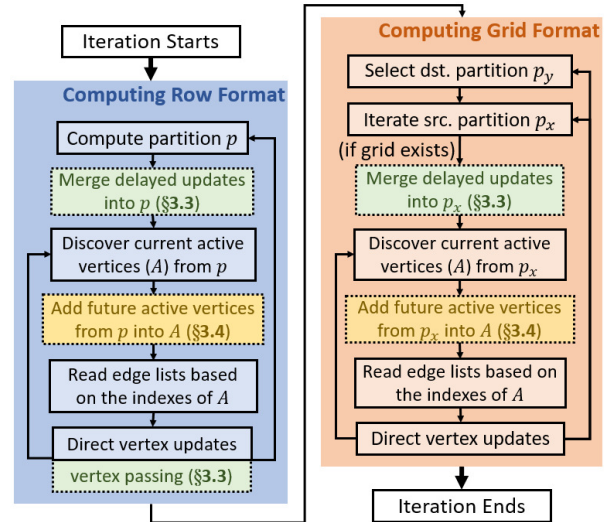 Iteration Starts
Computing Row Format
Compute partition p
Merge delayed updates
into p (§3.3)
Discover current active
vertices (A) from p
Add future active vertices
from p into A (§3.4)
Read edge lists based
on the indexes of A
Direct vertex updates
vertex passing (§3.3)
Computing Grid Format
Select dst. partition p_y
Iterate src. partition p_x
(if grid exists)
Merge delayed updates
into p_x (§3.3)
Discover current active
vertices (A) from p_x
Add future active vertices
from p_x into A (§3.4)
Read edge lists based on
the indexes of A
Direct vertex updates
Iteration Ends